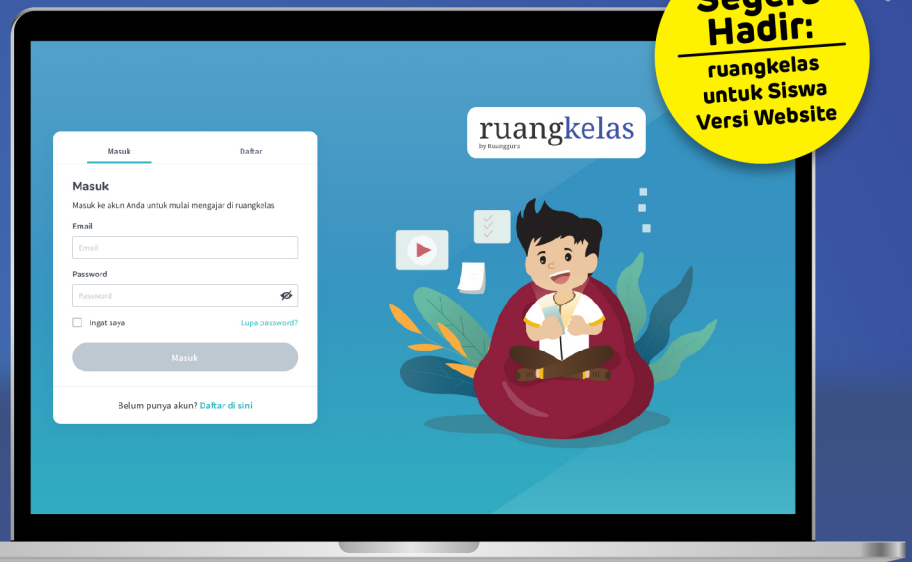 Segera
Hadir:
ruangkelas
untuk Siswa
Versi Website
ruangkelas
by Ruangguru
Masuk
Daftar
Masuk
Masuk ke akun Anda untuk mulai mengajar di ruangkelas
Email
Email
Password
Password
Ingat saya
Lupa password?
Masuk
Belum punya akun? Daftar di sini